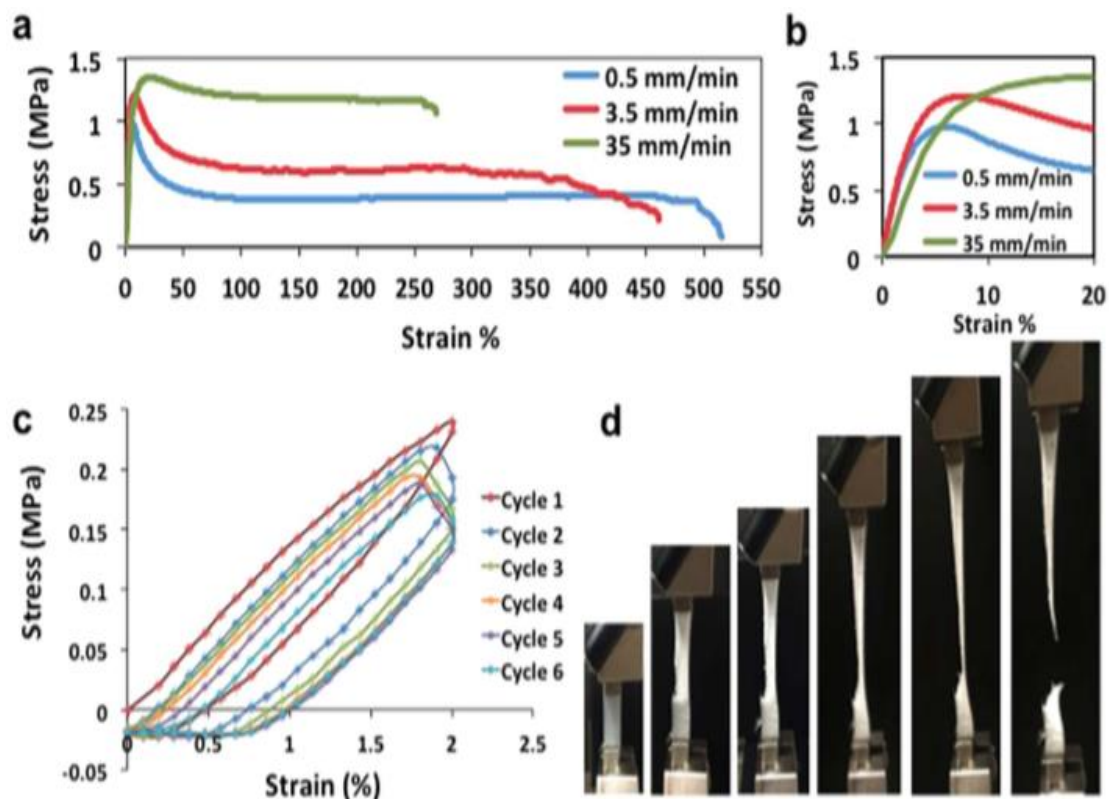 a
1.5
1
0.5
0
Stress (MPa)
0.5 mm/min
3.5 mm/min
35 mm/min
0 50 100 150 200 250 300 350 400 450 500 550
Strain %
b
1.5
1
0.5
0
Stress (MPa)
0.5 mm/min
3.5 mm/min
35 mm/min
0 10 20
Strain %
c
0.25
0.2
0.15
0.1
0.05
0
-0.05
Stress (MPa)
0 0.5 1 1.5 2 2.5
Strain (%)
Cycle 1
Cycle 2
Cycle 3
Cycle 4
Cycle 5
Cycle 6
d